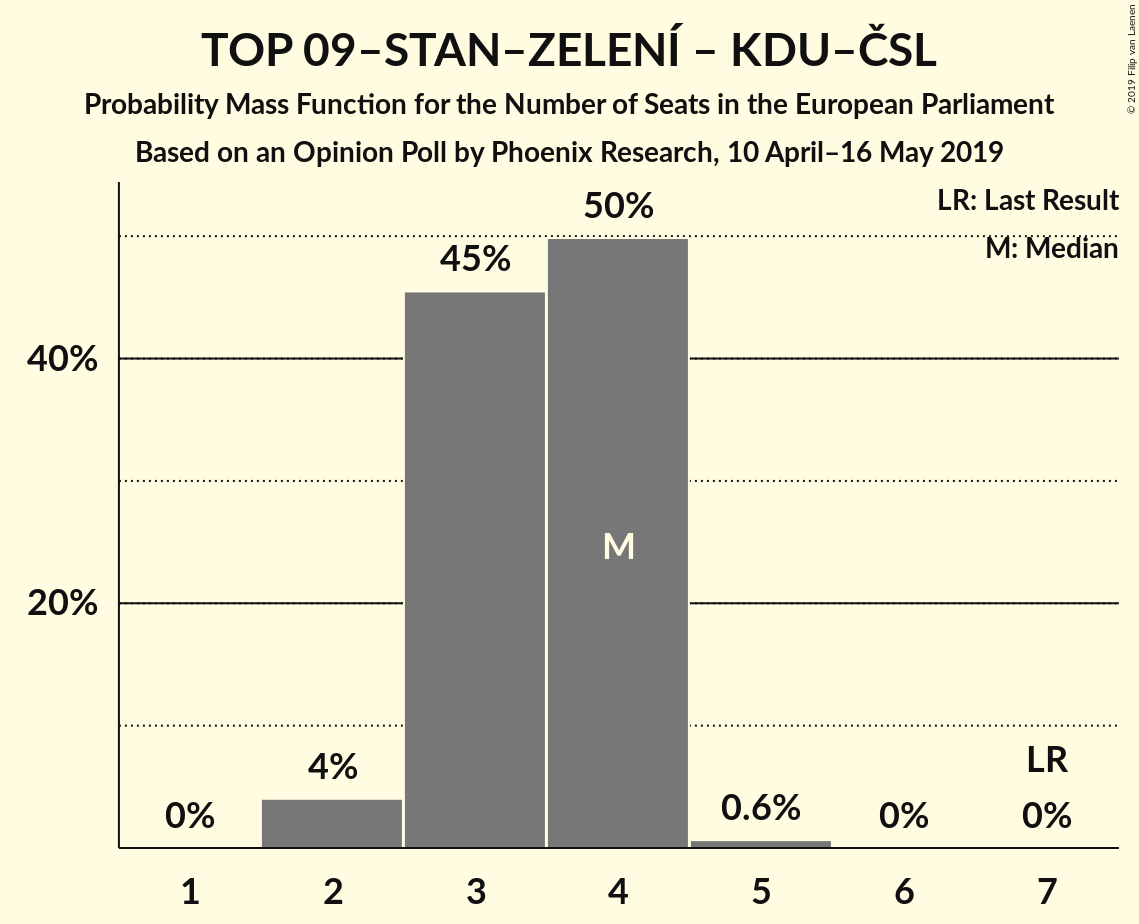 TOP 09–STAN–ZELENÍ – KDU–ČSL
Probability Mass Function for the Number of Seats in the European Parliament
Based on an Opinion Poll by Phoenix Research, 10 April–16 May 2019
© 2019 Filip van Laenen
LR: Last Result
M: Median
50%
45%
40%
M
20%
4%
LR
0%
0.6%
0%
0%
1 2 3 4 5 6 7